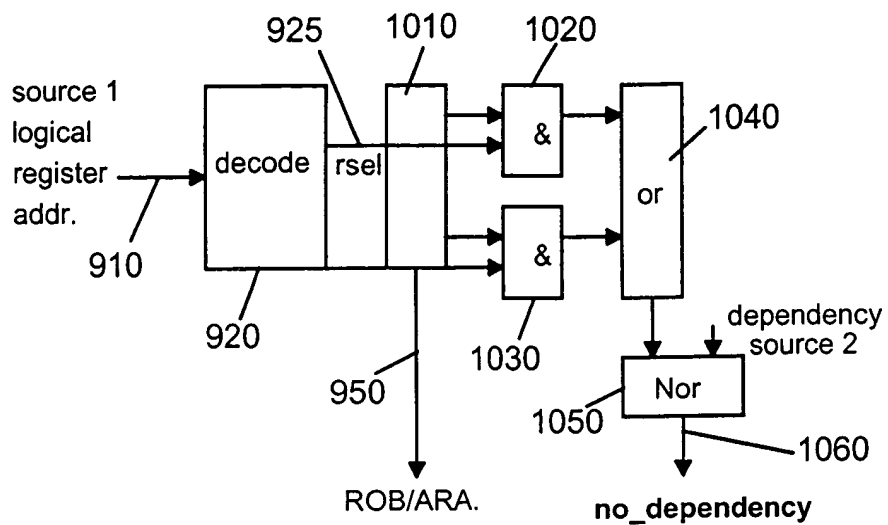 925
1010
1020
source 1
logical
register
addr.
decode
rsel
&
or
1040
910
&
920
950
1030
dependency
source 2
Nor
1050
1060
ROB/ARA.
no_dependency